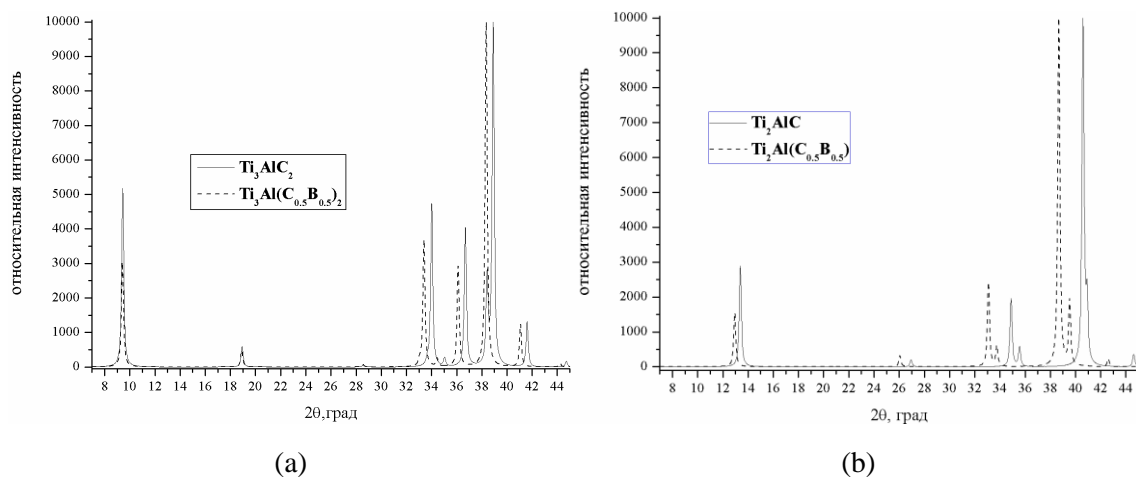 10000
9000
8000
7000
6000
5000
4000
3000
2000
1000
0
относительная интенсивность
Ti₃AlC₂
Ti₃Al(C₀.₅B₀.₅)₂
8 10 12 14 16 18 20 22 24 26 28 30 32 34 36 38 40 42 44
2θ,град
(a)
10000
9000
8000
7000
6000
5000
4000
3000
2000
1000
0
относительная интенсивность
Ti₂AlC
Ti₂Al(C₀.₅B₀.₅)
8 10 12 14 16 18 20 22 24 26 28 30 32 34 36 38 40 42 44
2θ, град
(b)